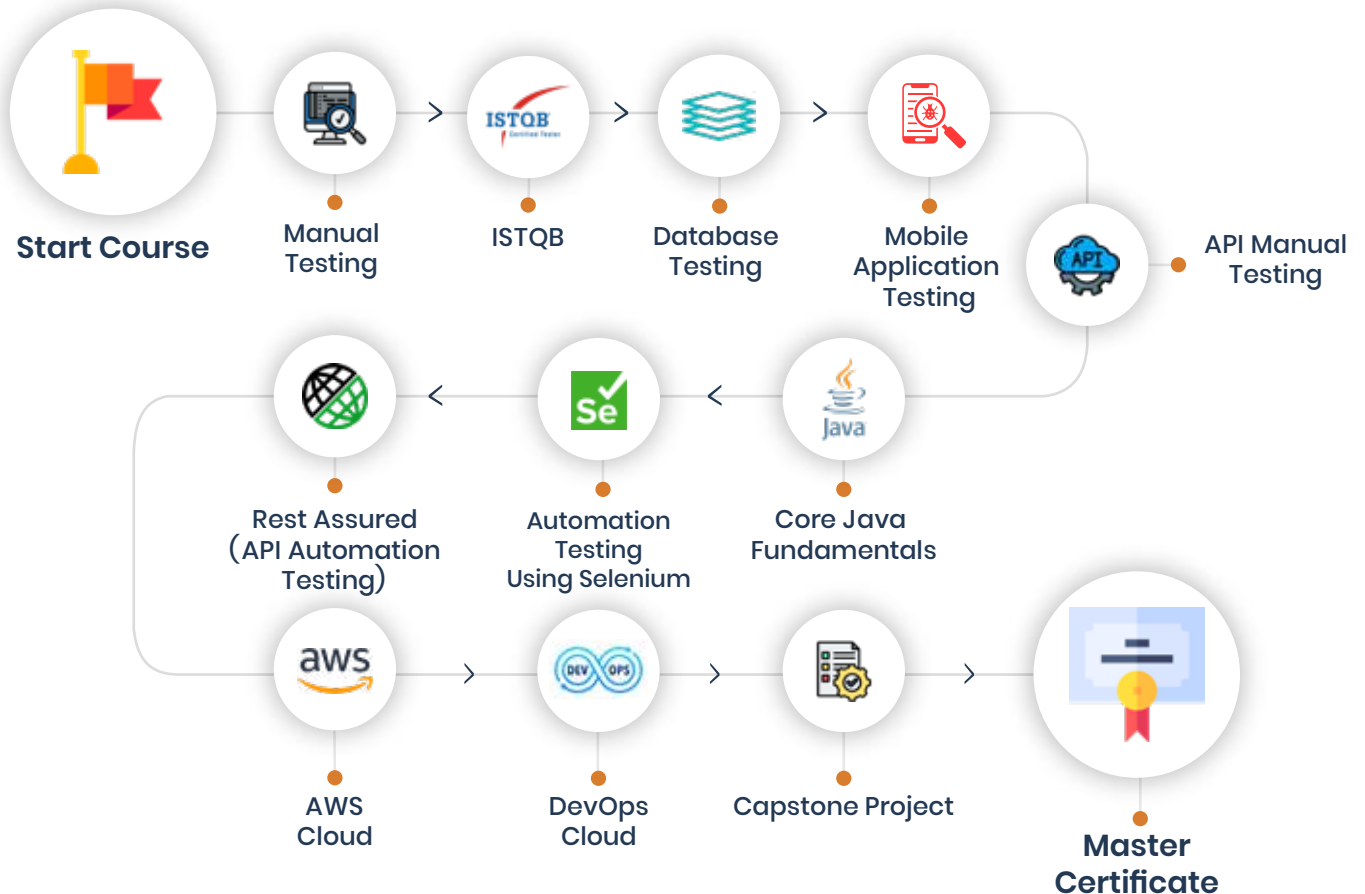 ISTQB
Certified Tester
Start Course
Manual
Testing
ISTQB
Database
Testing
Mobile
Application
Testing
API
API Manual
Testing
Rest Assured
(API Automation
Testing)
Se
Automation
Testing
Using Selenium
Java
Core Java
Fundamentals
aws
AWS
Cloud
DEV OPS
DevOps
Cloud
Capstone Project
Master
Certificate